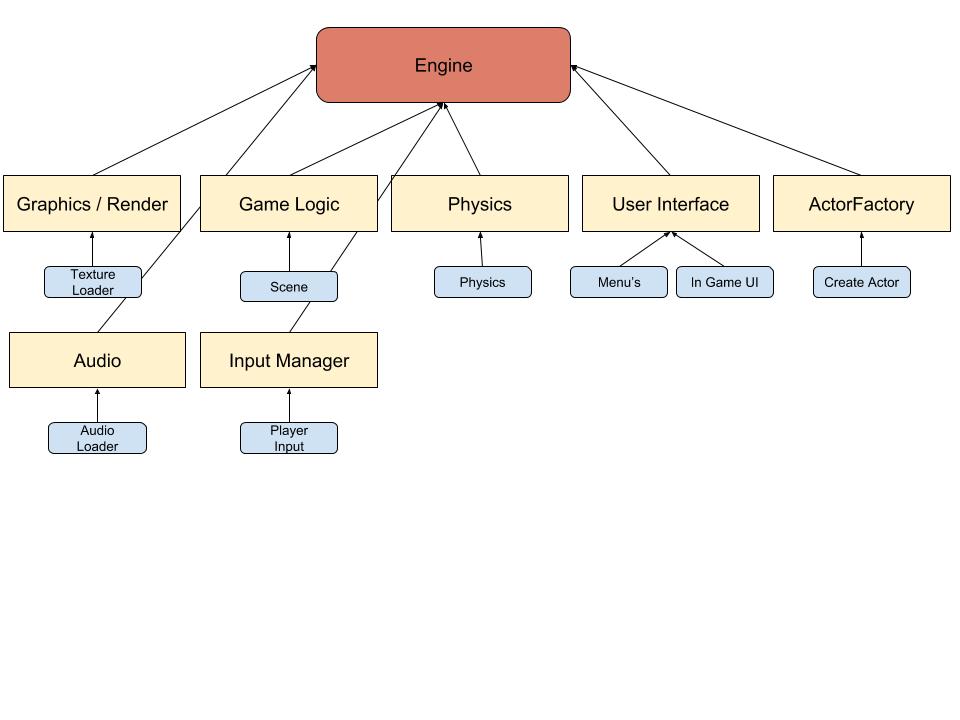 Engine
Graphics / Render
Game Logic
Physics
User Interface
ActorFactory
Texture
Loader
Scene
Physics
Menu's
In Game UI
Create Actor
Audio
Input Manager
Audio
Loader
Player
Input